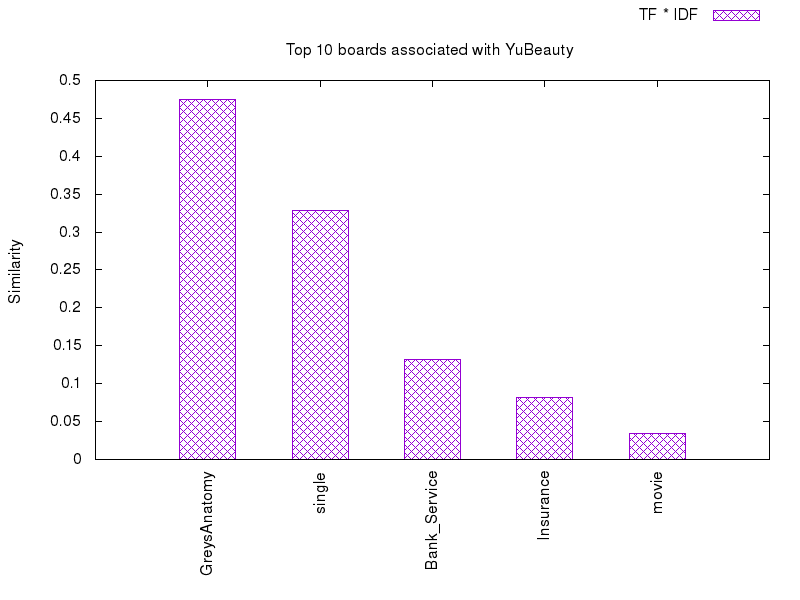 TF * IDF
Top 10 boards associated with YuBeauty
0.5
0.45
0.4
0.35
0.3
0.25
0.2
0.15
0.1
0.05
0
Similarity
GreysAnatomy
single
Bank_Service
Insurance
movie